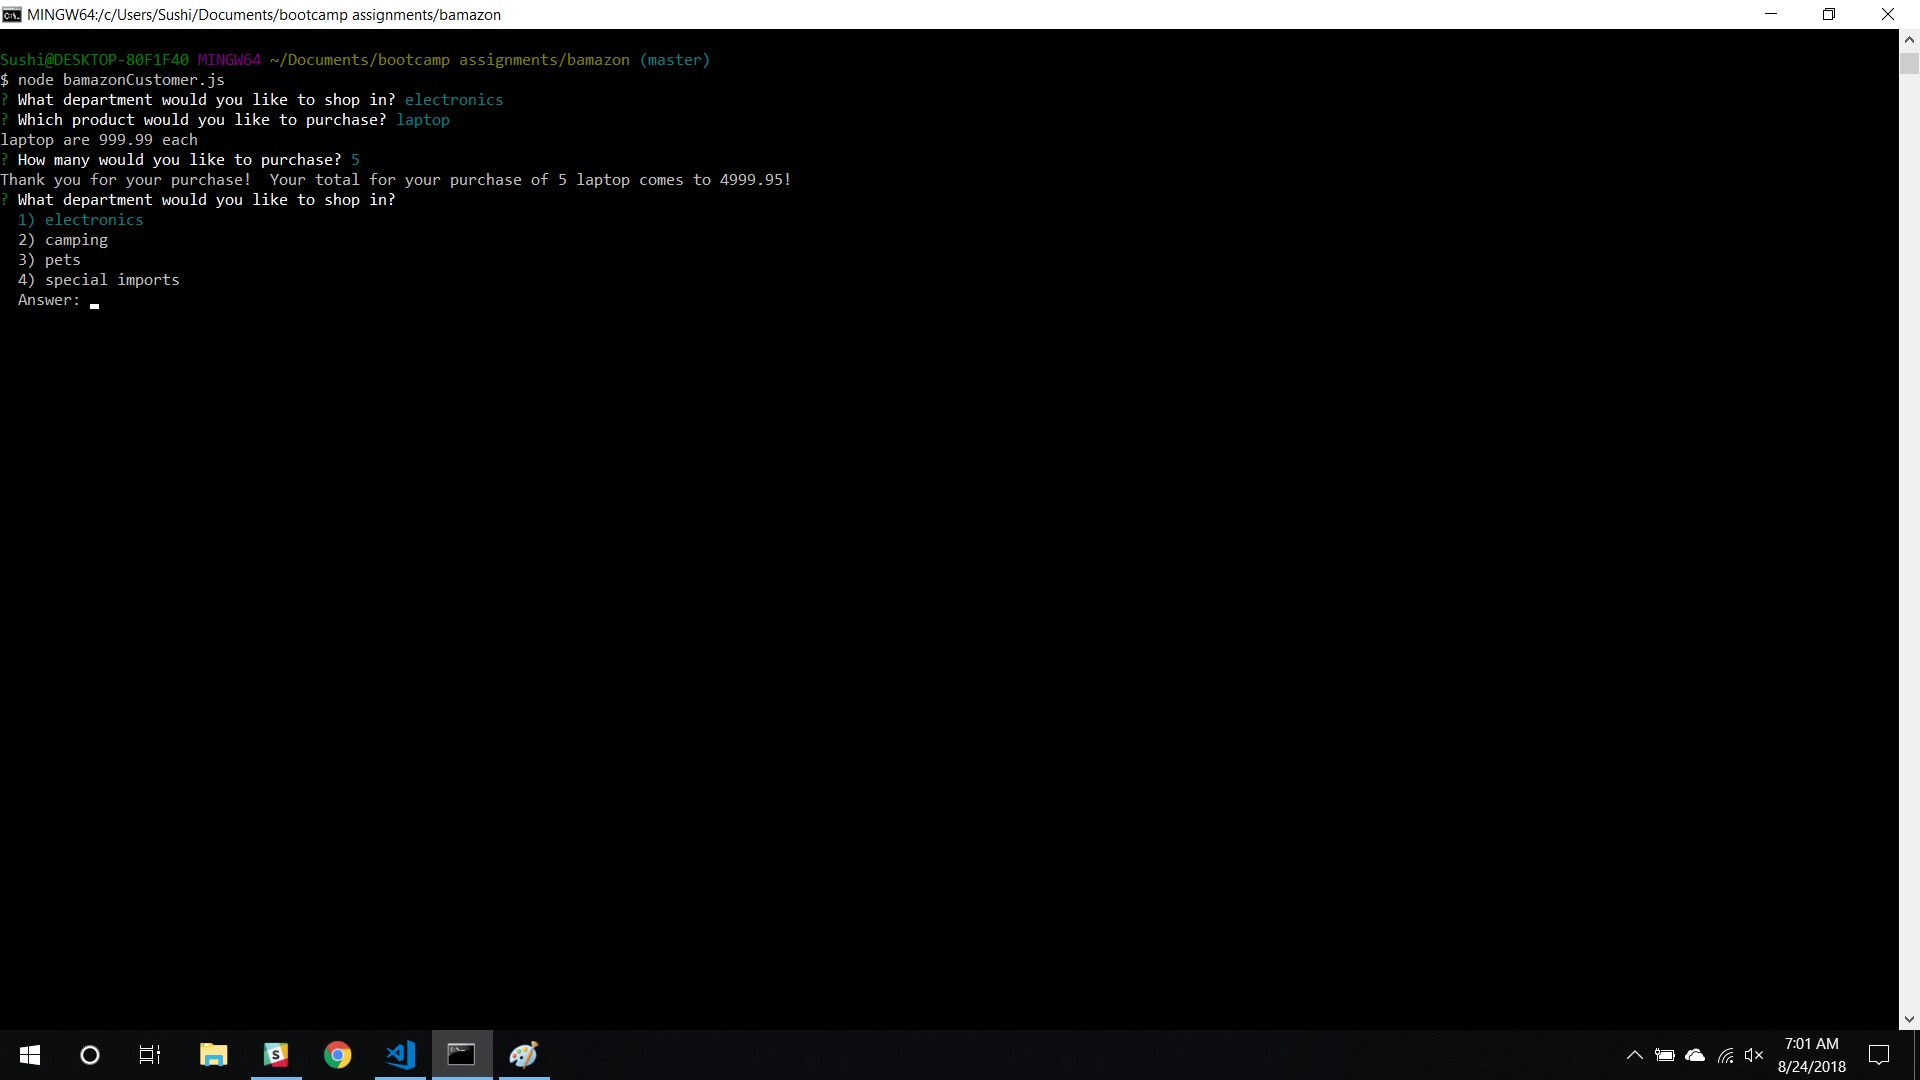 MINGW64:/c/Users/Sushi/Documents/bootcamp assignments/bamazon
Sushi@DESKTOP-80F1F40 MINGW64 ~/Documents/bootcamp assignments/bamazon (master)
$ node bamazonCustomer.js
? What department would you like to shop in? electronics
? Which product would you like to purchase? laptop
laptop are 999.99 each
? How many would you like to purchase? 5
Thank you for your purchase!  Your total for your purchase of 5 laptop comes to 4999.95!
? What department would you like to shop in?
1) electronics
2) camping
3) pets
4) special imports
Answer:
7:01 AM
8/24/2018